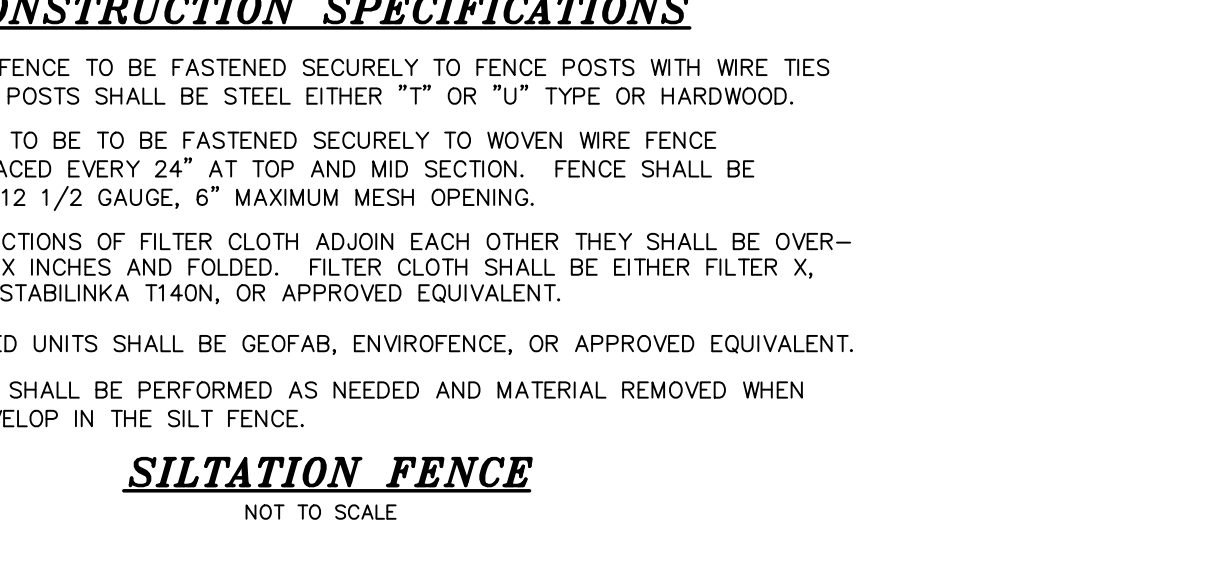 ONSTRUCTION SPECIFICATIONS
FENCE TO BE FASTENED SECURELY TO FENCE POSTS WITH WIRE TIES
POSTS SHALL BE STEEL EITHER "T" OR "U" TYPE OR HARDWOOD.
TO BE TO BE FASTENED SECURELY TO WOVEN WIRE FENCE
ACED EVERY 24" AT TOP AND MID SECTION. FENCE SHALL BE
12 1/2 GAUGE, 6" MAXIMUM MESH OPENING.
CTIONS OF FILTER CLOTH ADJOIN EACH OTHER THEY SHALL BE OVER–
X INCHES AND FOLDED. FILTER CLOTH SHALL BE EITHER FILTER X,
STABILINKA T140N, OR APPROVED EQUIVALENT.
ED UNITS SHALL BE GEOFAB, ENVIROFENCE, OR APPROVED EQUIVALENT.
SHALL BE PERFORMED AS NEEDED AND MATERIAL REMOVED WHEN
VELOP IN THE SILT FENCE.
SILTATION FENCE
NOT TO SCALE